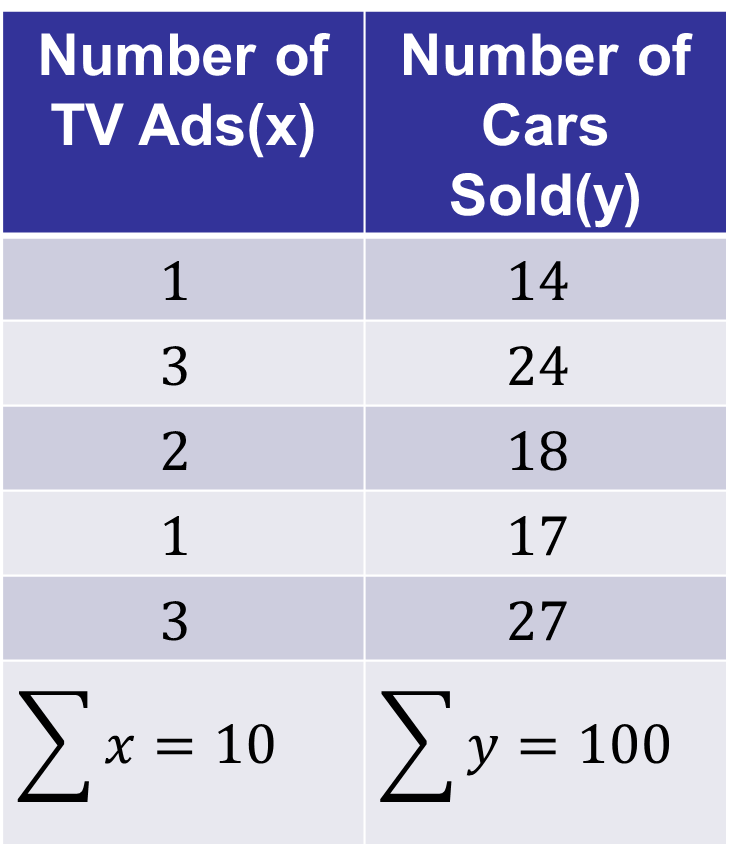 Number of
TV Ads(x)
Number of
Cars
Sold(y)
1 14
3 24
2 18
1 17
3 27
∑ x = 10 ∑ y = 100